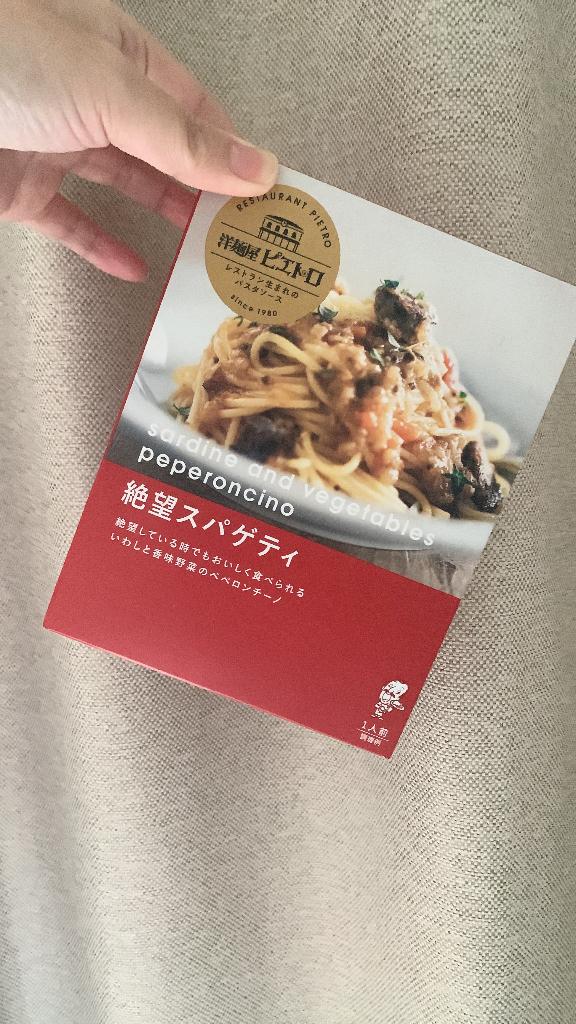 RESTAURANT PIETRO
洋麺屋 ピエトロ
レストラン生まれの
パスタソース
since 1980
sardine and vegetables
peperoncino
絶望スパゲティ
絶望している時でもおいしく食べられる
いわしと香味野菜のペペロンチーノ
1人前
調理例